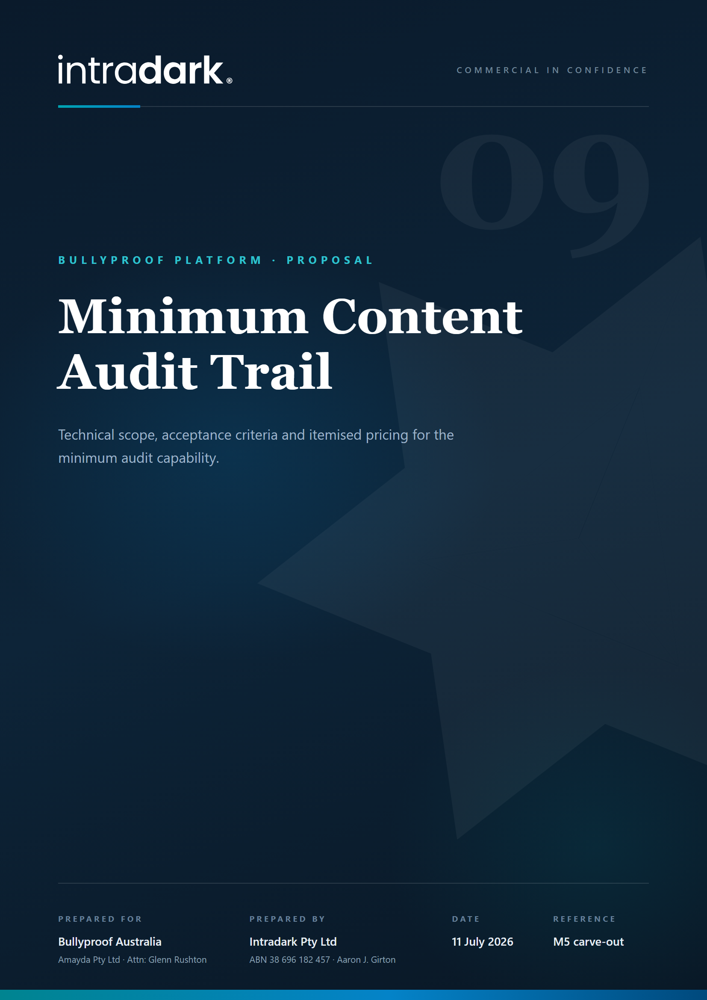 intradark®
COMMERCIAL IN CONFIDENCE
09
BULLYPROOF PLATFORM · PROPOSAL
Minimum Content
Audit Trail
Technical scope, acceptance criteria and itemised pricing for the
minimum audit capability.
PREPARED FOR
Bullyproof Australia
Amayda Pty Ltd · Attn: Glenn Rushton
PREPARED BY
Intradark Pty Ltd
ABN 38 696 182 457 · Aaron J. Girton
DATE
11 July 2026
REFERENCE
M5 carve-out